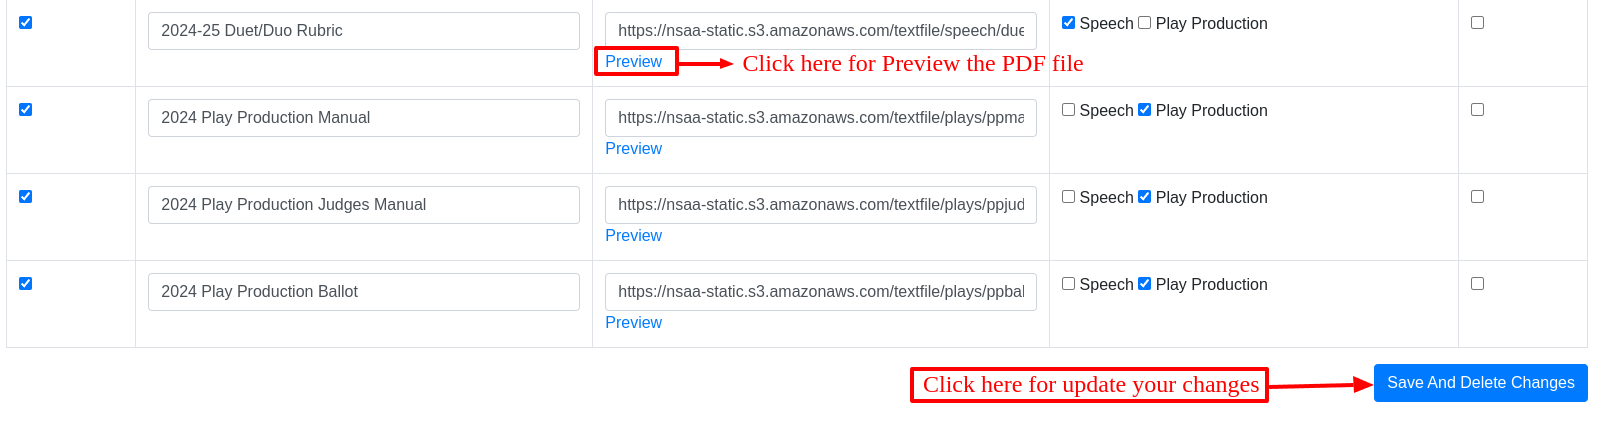 2024-25 Duet/Duo Rubric https://nsaa-static.s3.amazonaws.com/textfile/speech/due Speech Play Production
Preview Click here for Preview the PDF file
2024 Play Production Manual https://nsaa-static.s3.amazonaws.com/textfile/plays/ppma Speech Play Production
Preview
2024 Play Production Judges Manual https://nsaa-static.s3.amazonaws.com/textfile/plays/ppjud Speech Play Production
Preview
2024 Play Production Ballot https://nsaa-static.s3.amazonaws.com/textfile/plays/ppbal Speech Play Production
Preview
Click here for update your changes Save And Delete Changes